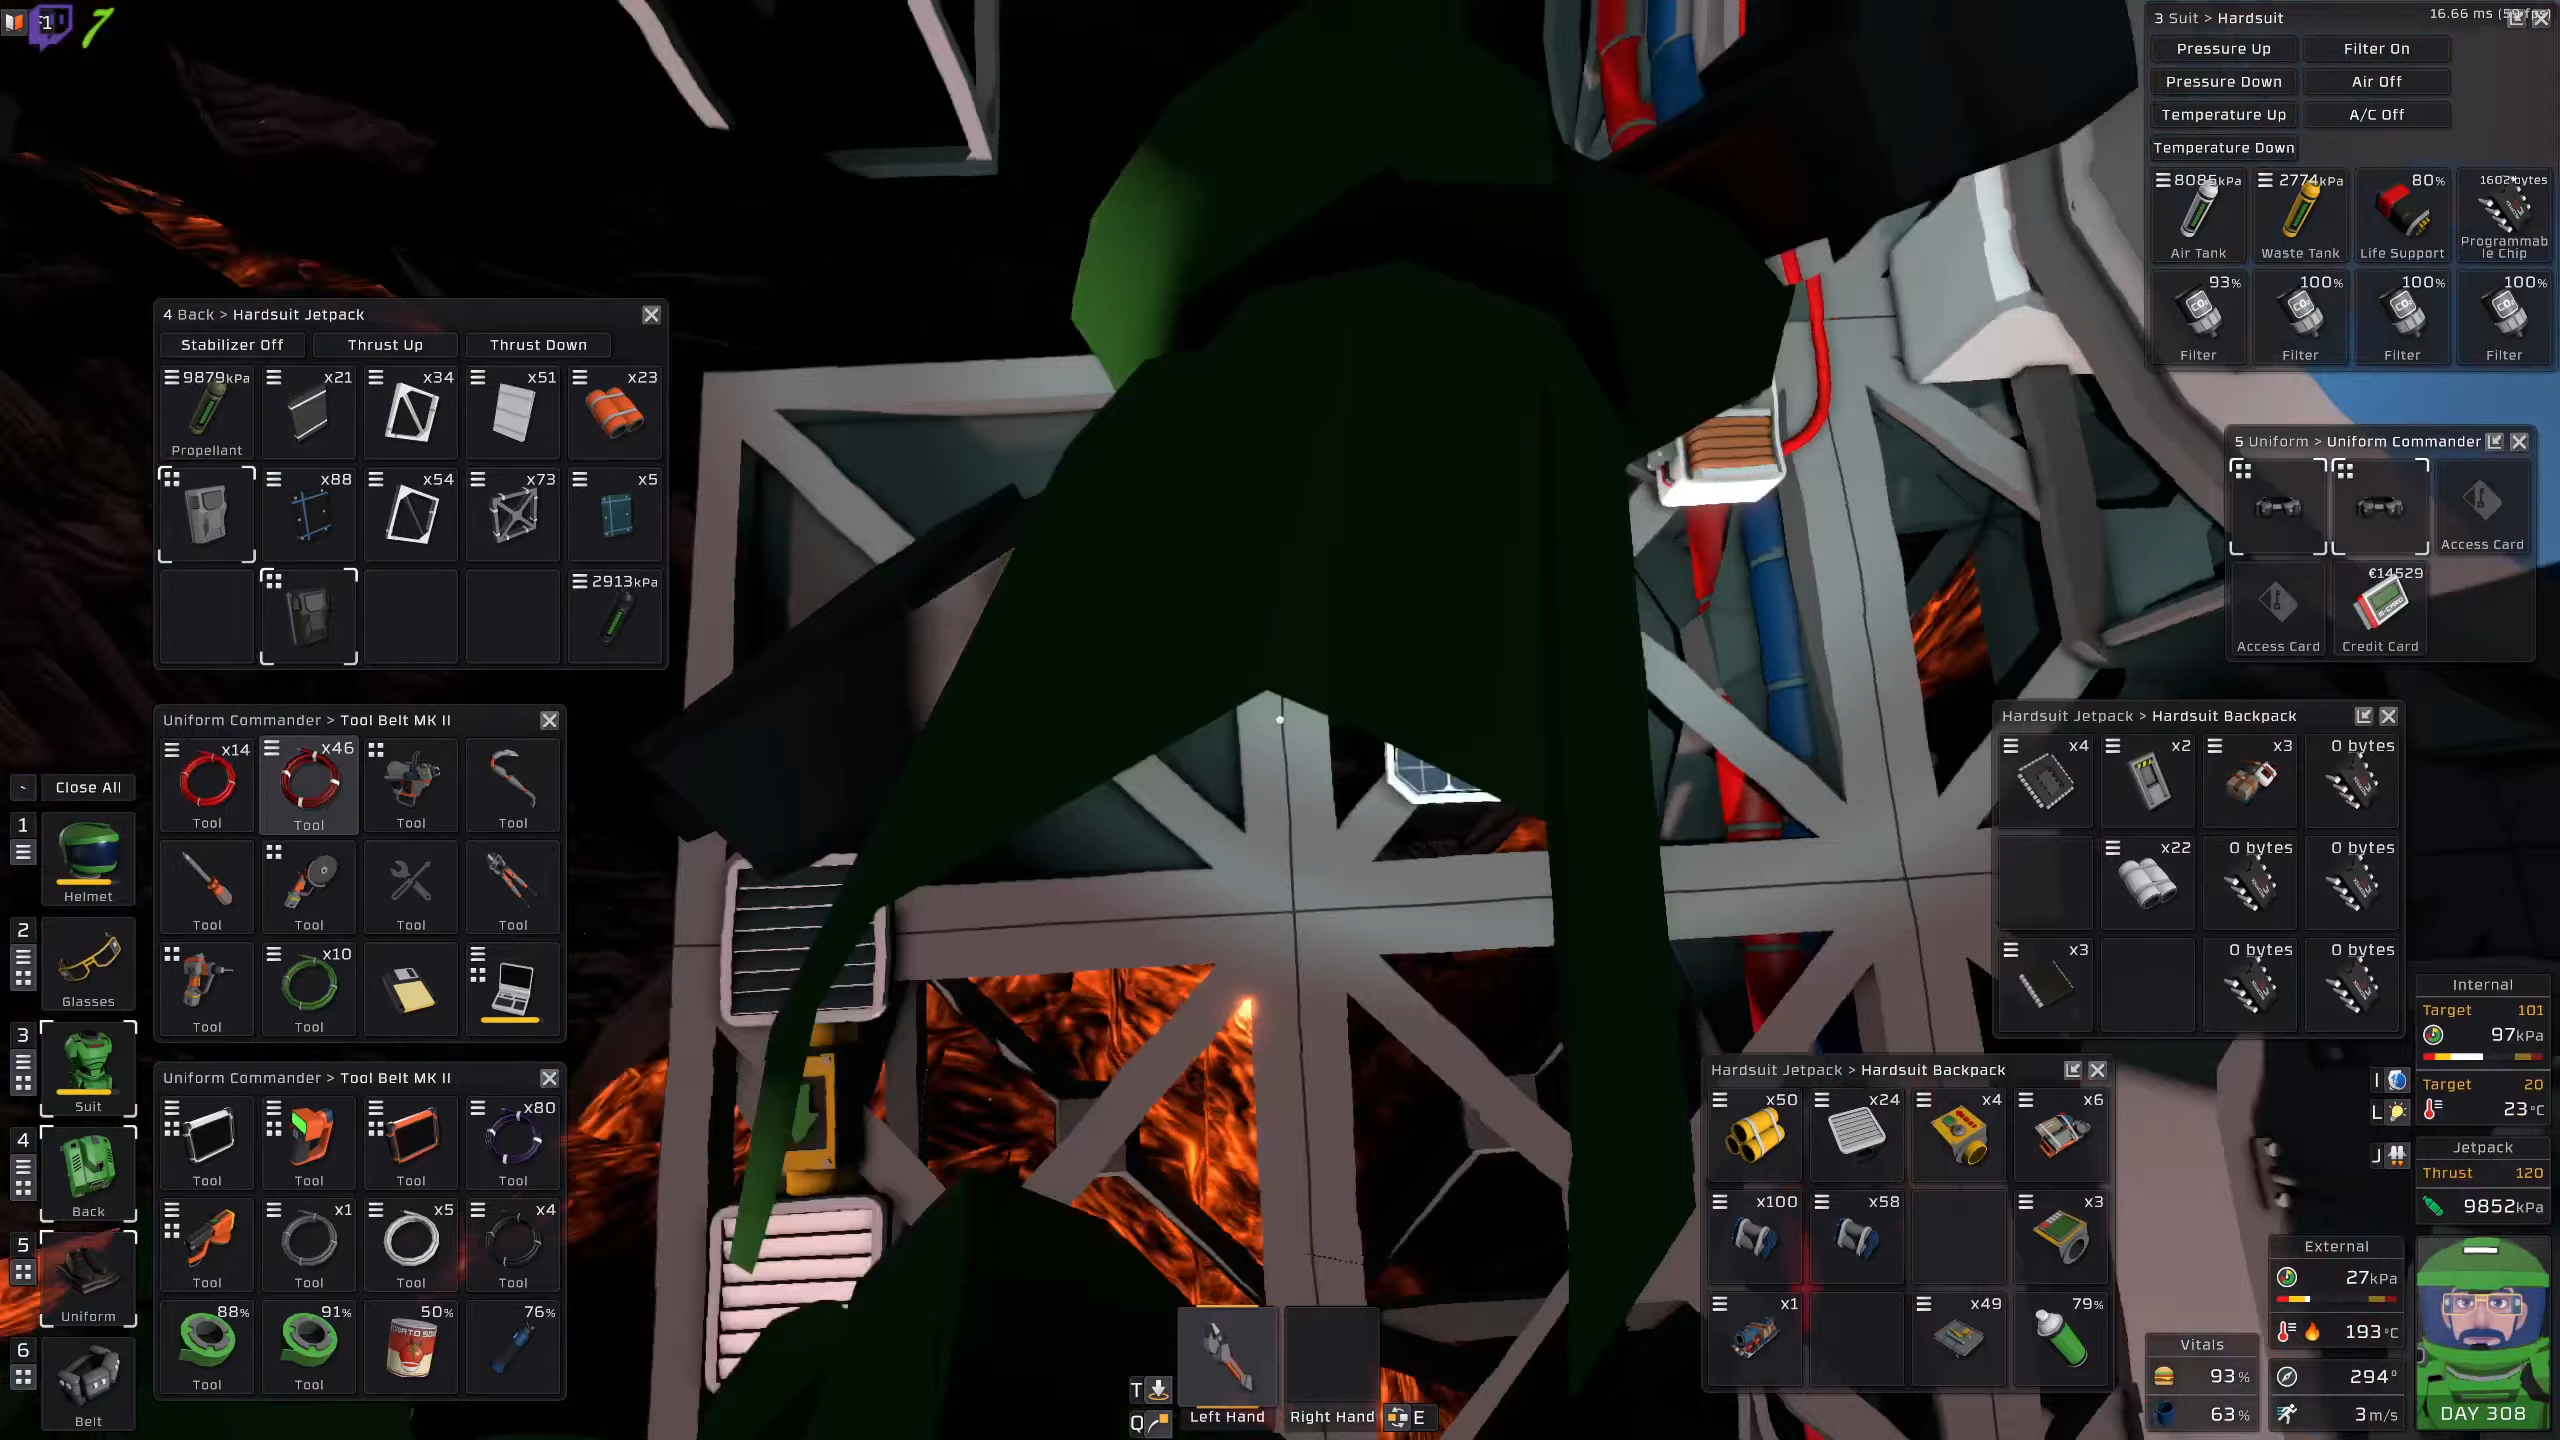 F1
7
16.66 ms (59 fps)
3 Suit > Hardsuit
Pressure Up
Filter On
Pressure Down
Air Off
Temperature Up
A/C Off
Temperature Down
8085kPa
2774kPa
80%
1602 bytes
Air Tank
Waste Tank
Life Support
Programmab
le Chip
93%
100%
100%
100%
Filter
Filter
Filter
Filter
4 Back > Hardsuit Jetpack
Stabilizer Off
Thrust Up
Thrust Down
9879kPa
x21
x34
x51
x23
Propellant
x88
x54
x73
x5
2913kPa
5 Uniform > Uniform Commander
Access Card
€14529
Access Card
Credit Card
Uniform Commander > Tool Belt MK II
x14
x46
Tool
Tool
Tool
Tool
Tool
Tool
Tool
Tool
x10
Tool
Tool
Hardsuit Jetpack > Hardsuit Backpack
x4
x2
x3
0 bytes
x22
0 bytes
0 bytes
x3
0 bytes
0 bytes
~
Close All
1
Helmet
2
Glasses
3
Suit
4
Back
5
Uniform
6
Belt
Uniform Commander > Tool Belt MK II
x80
Tool
Tool
Tool
Tool
x1
x5
x4
Tool
Tool
Tool
Tool
88%
91%
50%
76%
Tool
Tool
Tool
Tool
Hardsuit Jetpack > Hardsuit Backpack
x50
x24
x4
x6
x100
x58
x3
x1
x49
79%
T
Q
Left Hand
Right Hand
E
Internal
Target 101
97kPa
I
Target 20
L
23°C
Jetpack
J
Thrust 120
9852kPa
External
27kPa
193°C
294°
3m/s
Vitals
93%
63%
DAY 308